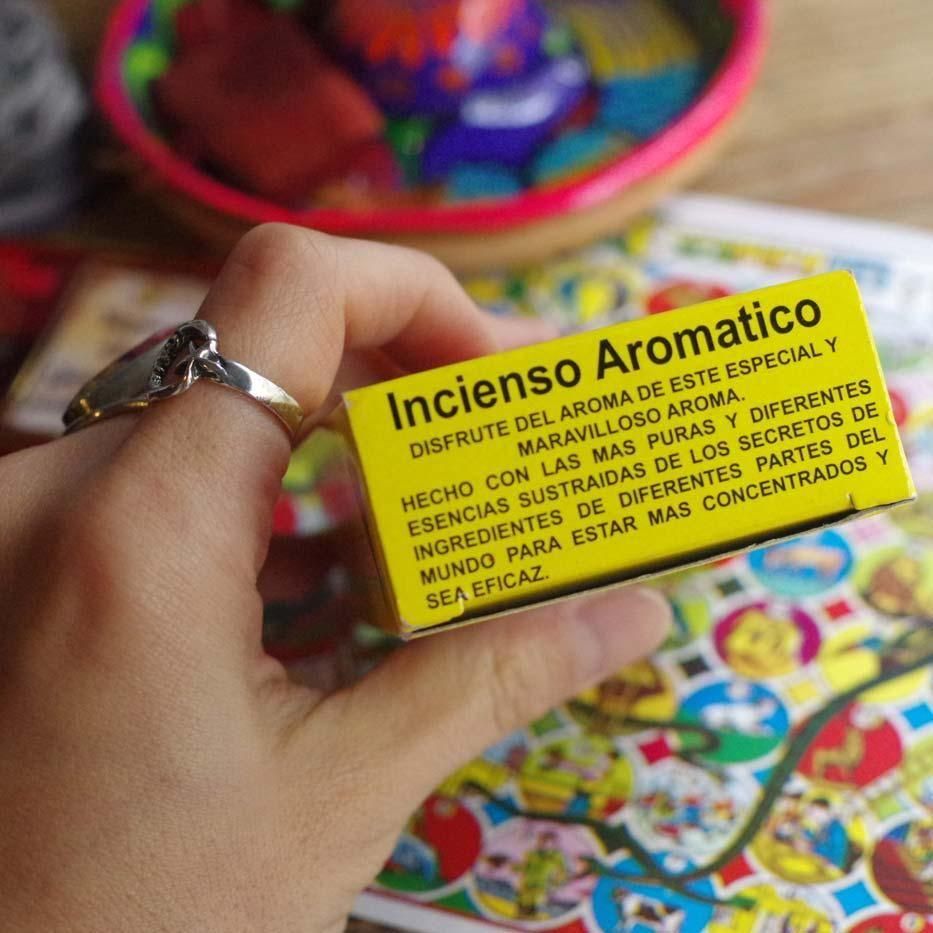 Incienso Aromatico
DISFRUTE DEL AROMA DE ESTE ESPECIAL Y
MARAVILLOSO AROMA.
HECHO CON LAS MAS PURAS Y DIFERENTES
ESENCIAS SUSTRAIDAS DE LOS SECRETOS DE
INGREDIENTES DE DIFERENTES PARTES DEL
MUNDO PARA ESTAR MAS CONCENTRADOS Y
SEA EFICAZ.